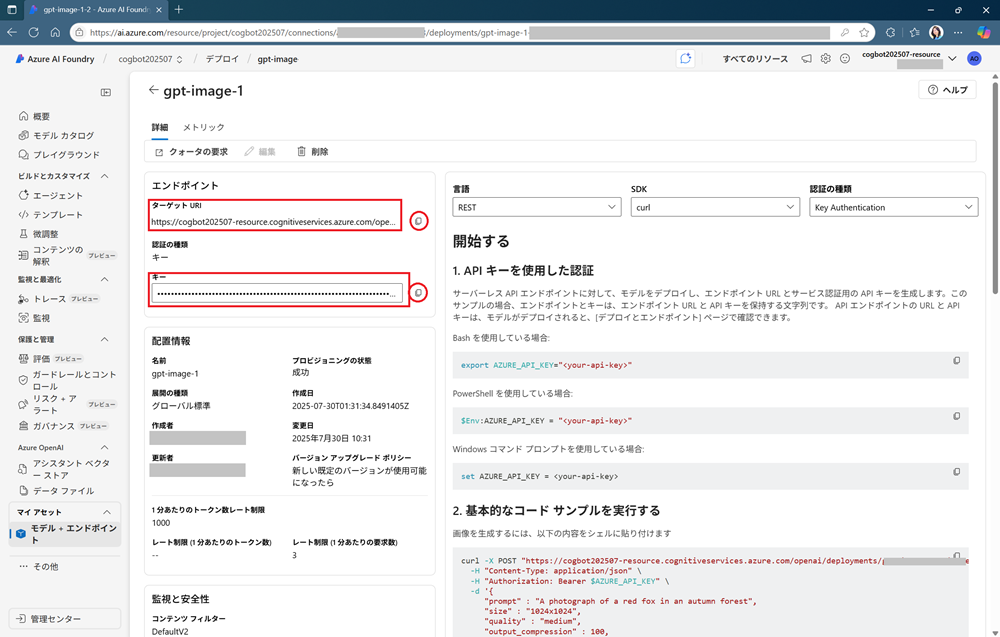 gpt-image-1-2 - Azure AI Found
https://ai.azure.com/resource/project/cogbot202507/connections/
/deployments/gpt-image-1-
Azure AI Foundry
/
cogbot202507
/
デプロイ
/
gpt-image
すべてのリソース
cogbot202507-resource
AO
概要
モデル カタログ
プレイグラウンド
ビルドとカスタマイズ
エージェント
テンプレート
微調整
コンテンツの
解釈
プレビュー
監視と最適化
トレース
プレビュー
監視
保護と管理
評価
プレビュー
ガードレールとコント
ロール
リスク + ア
ラート
プレビュー
ガバナンス
プレビュー
Azure OpenAI
アシスタント ベクタ
ー ストア
データ ファイル
マイ アセット
モデル + エンドポイン
ト
その他
管理センター
gpt-image-1
ヘルプ
詳細
メトリック
クォータの要求
編集
削除
エンドポイント
ターゲット URI
https://cogbot202507-resource.cognitiveservices.azure.com/ope...
認証の種類
キー
キー
配置情報
名前
gpt-image-1
プロビジョニングの状態
成功
展開の種類
グローバル標準
作成日
2025-07-30T01:31:34.8491405Z
作成者
変更日
2025年7月30日 10:31
更新者
バージョン アップグレード ポリシー
新しい既定のバージョンが使用可能
になったら
1 分あたりのトークン数レート制限
1000
レート制限 (1 分あたりのトークン数)
--
レート制限 (1 分あたりの要求数)
3
監視と安全性
コンテンツ フィルター
DefaultV2
言語
REST
SDK
curl
認証の種類
Key Authentication
開始する
1. API キーを使用した認証
サーバーレス API エンドポイントに対して、モデルをデプロイし、エンドポイント URL とサービス認証用の API キーを生成します。この
サンプルの場合、エンドポイントとキーは、エンドポイント URL と API キーを保持する文字列です。 API エンドポイントの URL と API
キーは、モデルがデプロイされると、[デプロイとエンドポイント] ページで確認できます。
Bash を使用している場合:
export AZURE_API_KEY="<your-api-key>"
PowerShell を使用している場合:
$Env:AZURE_API_KEY = "<your-api-key>"
Windows コマンド プロンプトを使用している場合:
set AZURE_API_KEY = <your-api-key>
2. 基本的なコード サンプルを実行する
画像を生成するには、以下の内容をシェルに貼り付けます
curl -X POST "https://cogbot202507-resource.cognitiveservices.azure.com/openai/deployments/
-H "Content-Type: application/json" \
-H "Authorization: Bearer $AZURE_API_KEY" \
-d '{
"prompt" : "A photograph of a red fox in an autumn forest",
"size" : "1024x1024",
"quality" : "medium",
"output_compression" : 100,